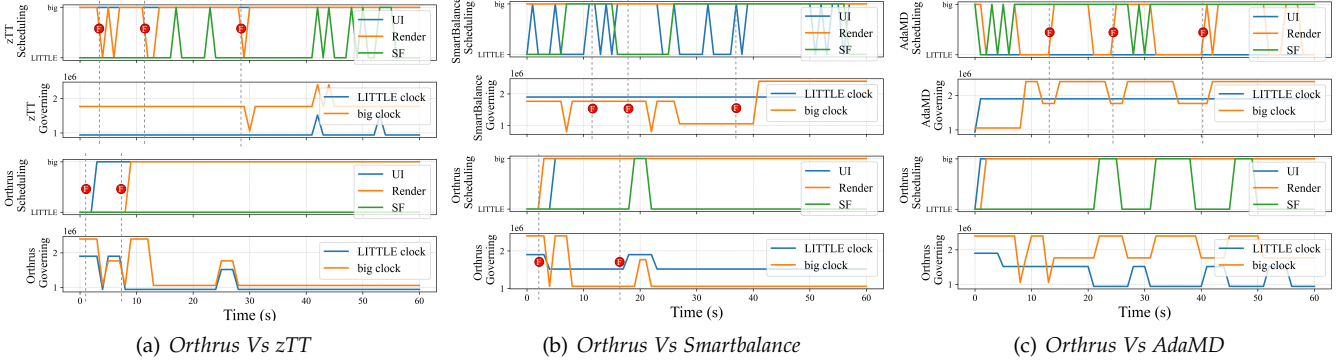 zTT
Scheduling
big
LITTLE
F
F
F
UI
Render
SF
zTT
Governing
1e6
2
1
LITTLE clock
big clock
Orthrus
Scheduling
big
LITTLE
F
F
UI
Render
SF
Orthrus
Governing
1e6
2
1
LITTLE clock
big clock
0 10 20 30 40 50 60
Time (s)
(a) Orthrus Vs zTT
SmartBalance
Scheduling
big
LITTLE
UI
Render
SF
SmartBalance
Governing
1e6
2
1
F
F
F
LITTLE clock
big clock
Orthrus
Scheduling
big
LITTLE
UI
Render
SF
Orthrus
Governing
1e6
2
1
F
F
LITTLE clock
big clock
0 10 20 30 40 50 60
Time (s)
(b) Orthrus Vs Smartbalance
AdaMD
Scheduling
big
LITTLE
F
F
F
UI
Render
SF
AdaMD
Governing
1e6
2
1
LITTLE clock
big clock
Orthrus
Scheduling
big
LITTLE
UI
Render
SF
Orthrus
Governing
1e6
2
1
LITTLE clock
big clock
0 10 20 30 40 50 60
Time (s)
(c) Orthrus Vs AdaMD